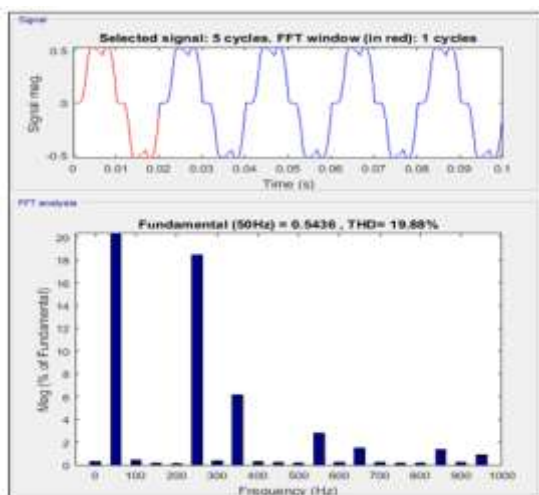 Signal
Selected signal: 5 cycles. FFT window (in red): 1 cycles
0.5
0
-0.5
Signal mag.
0 0.01 0.02 0.03 0.04 0.05 0.06 0.07 0.08 0.09 0.1
Time (s)
FFT analysis
Fundamental (50Hz) = 0.5436 , THD= 19.88%
20
18
16
14
12
10
8
6
4
2
0
Mag (% of Fundamental)
0 100 200 300 400 500 600 700 800 900 1000
Frequency (Hz)